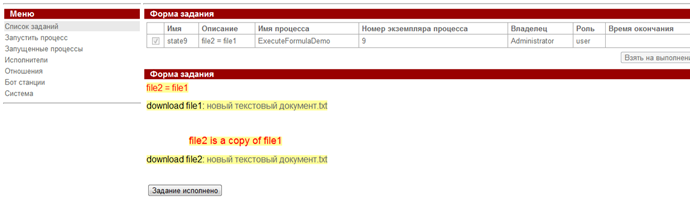 Меню
Список заданий
Запустить процесс
Запущенные процессы
Исполнители
Отношения
Бот станции
Система
Форма задания
Имя Описание Имя процесса Номер экземпляра процесса Владелец Роль Время окончания
state9 file2 = file1 ExecuteFormulaDemo 9 Administrator user
Взять на выполнени
Форма задания
file2 = file1
download file1: новый текстовый документ.txt
file2 is a copy of file1
download file2: новый текстовый документ.txt
Задание исполнено